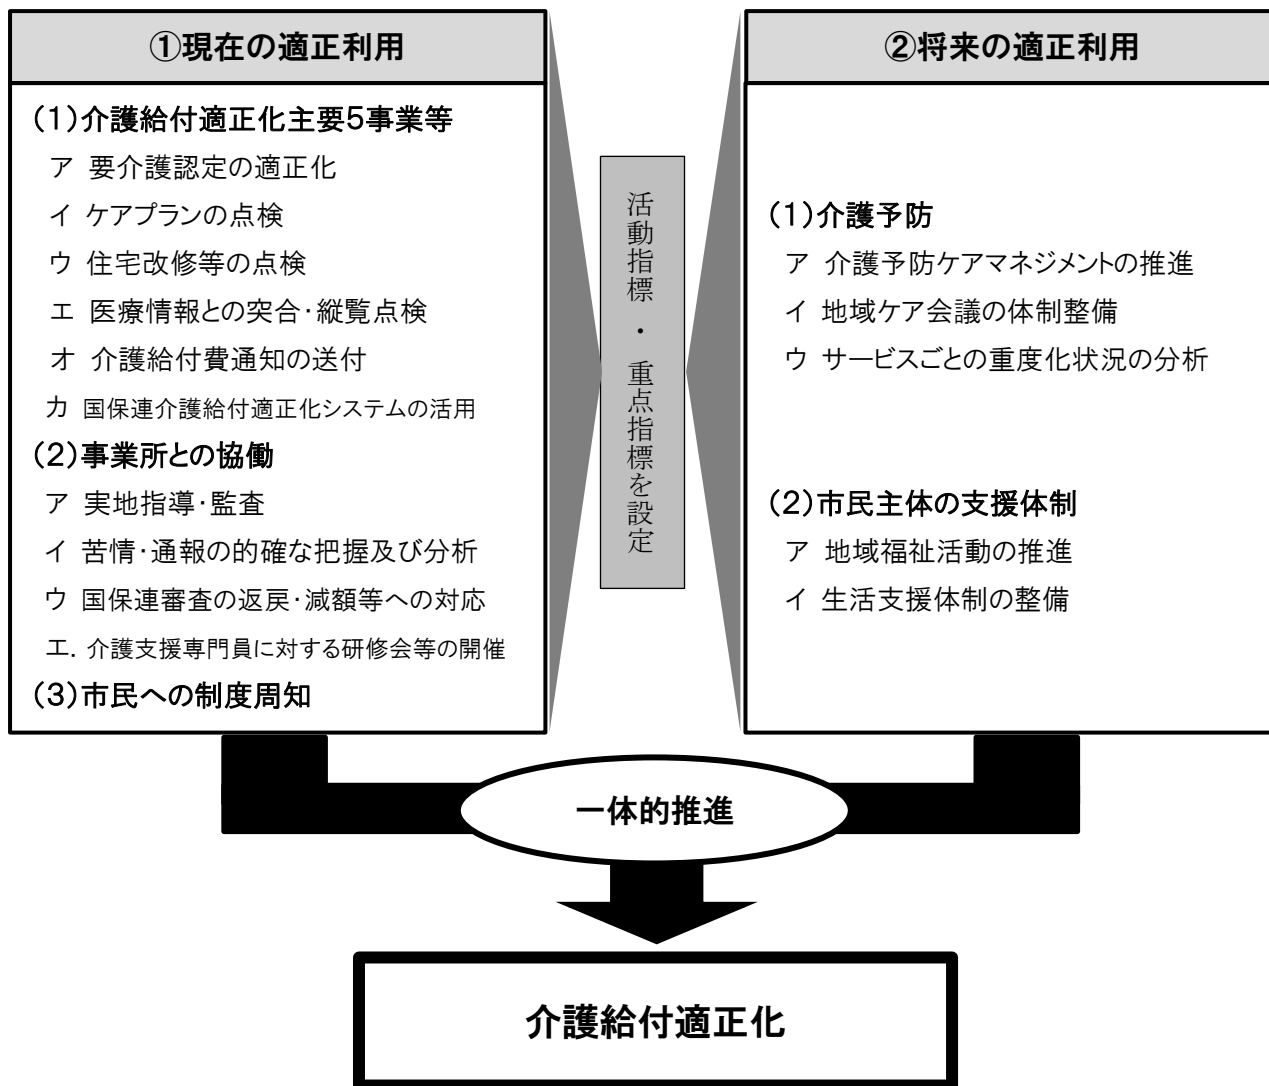 ①現在の適正利用
(1)介護給付適正化主要5事業等
ア 要介護認定の適正化
イ ケアプランの点検
ウ 住宅改修等の点検
エ 医療情報との突合・縦覧点検
オ 介護給付費通知の送付
カ 国保連介護給付適正化システムの活用
(2)事業所との協働
ア 実地指導・監査
イ 苦情・通報の的確な把握及び分析
ウ 国保連審査の返戻・減額等への対応
エ. 介護支援専門員に対する研修会等の開催
(3)市民への制度周知
活動指標・重点指標を設定
②将来の適正利用
(1)介護予防
ア 介護予防ケアマネジメントの推進
イ 地域ケア会議の体制整備
ウ サービスごとの重度化状況の分析
(2)市民主体の支援体制
ア 地域福祉活動の推進
イ 生活支援体制の整備
一体的推進
介護給付適正化